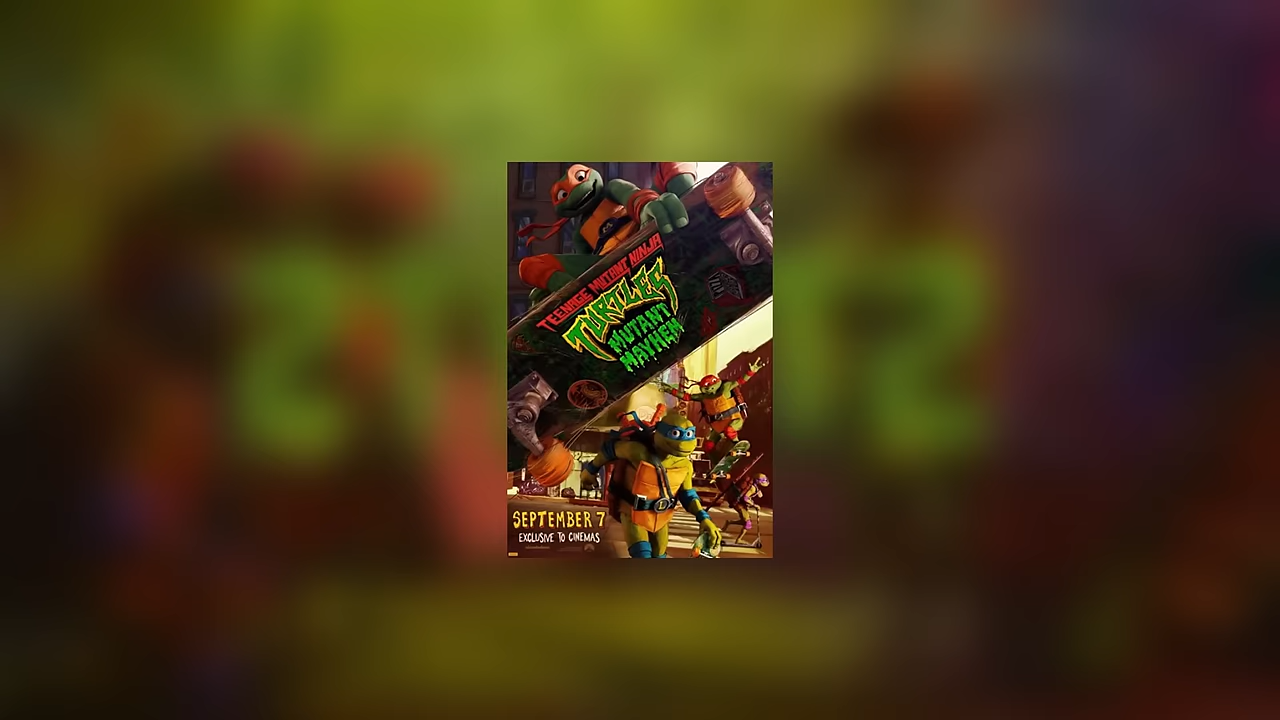 TEENAGE MUTANT NINJA
TURTLES
MUTANT
MAYHEM
SEPTEMBER 7
EXCLUSIVE TO CINEMAS